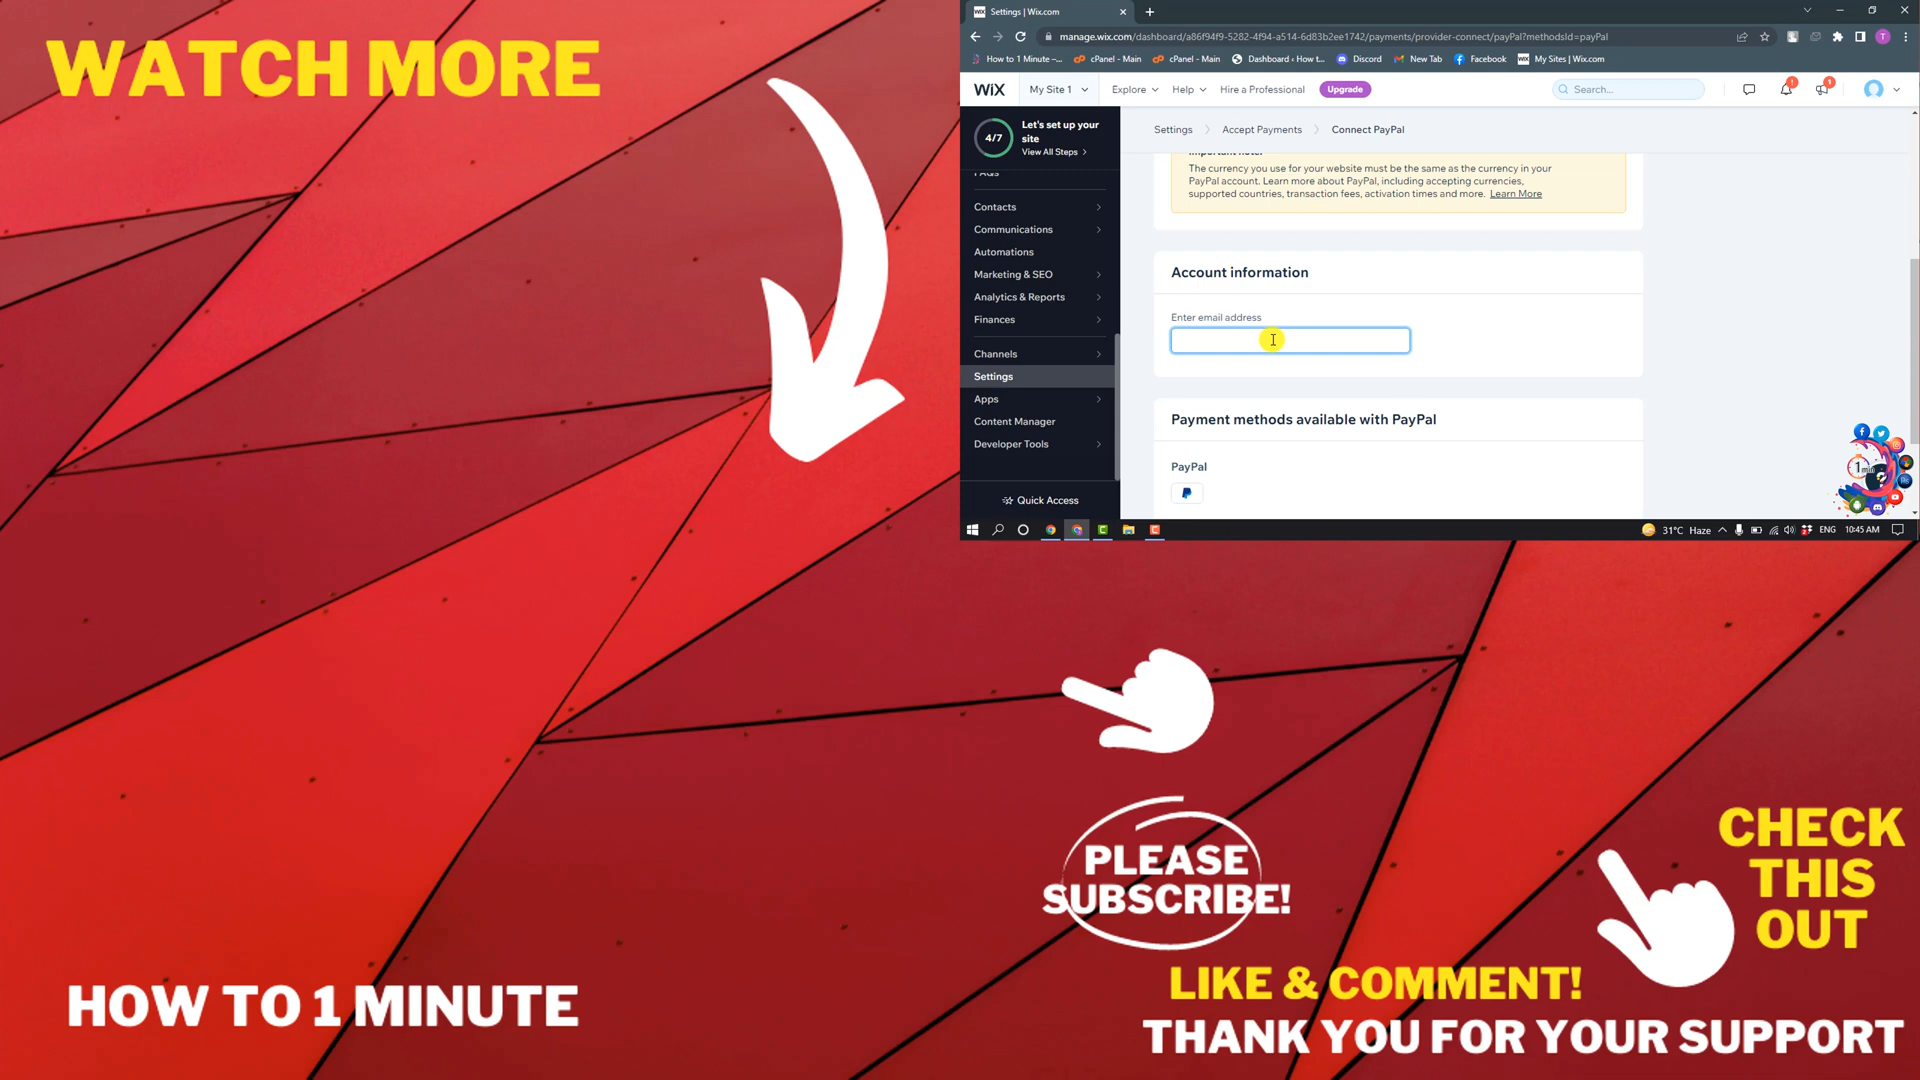 WATCH MORE
Settings | Wix.com
manage.wix.com/dashboard/a86f94f9-5282-4f94-a514-6d83b2ee1742/payments/provider-connect/payPal?methodsId=payPal
How to 1 Minute –... cPanel - Main cPanel - Main Dashboard ‹ How t... Discord New Tab Facebook My Sites | Wix.com
WiX My Site 1 Explore Help Hire a Professional Upgrade Search...
4/7
Let's set up your
site
View All Steps >
Settings > Accept Payments > Connect PayPal
FAQs
Contacts
Communications
Automations
Marketing & SEO
Analytics & Reports
Finances
Channels
Settings
Apps
Content Manager
Developer Tools
Quick Access
Important note:
The currency you use for your website must be the same as the currency in your
PayPal account. Learn more about PayPal, including accepting currencies,
supported countries, transaction fees, activation times and more. Learn More
Account information
Enter email address
Payment methods available with PayPal
PayPal
1 min
31°C Haze ENG 10:45 AM
PLEASE
SUBSCRIBE!
CHECK
THIS
OUT
HOW TO 1 MINUTE
LIKE & COMMENT!
THANK YOU FOR YOUR SUPPORT